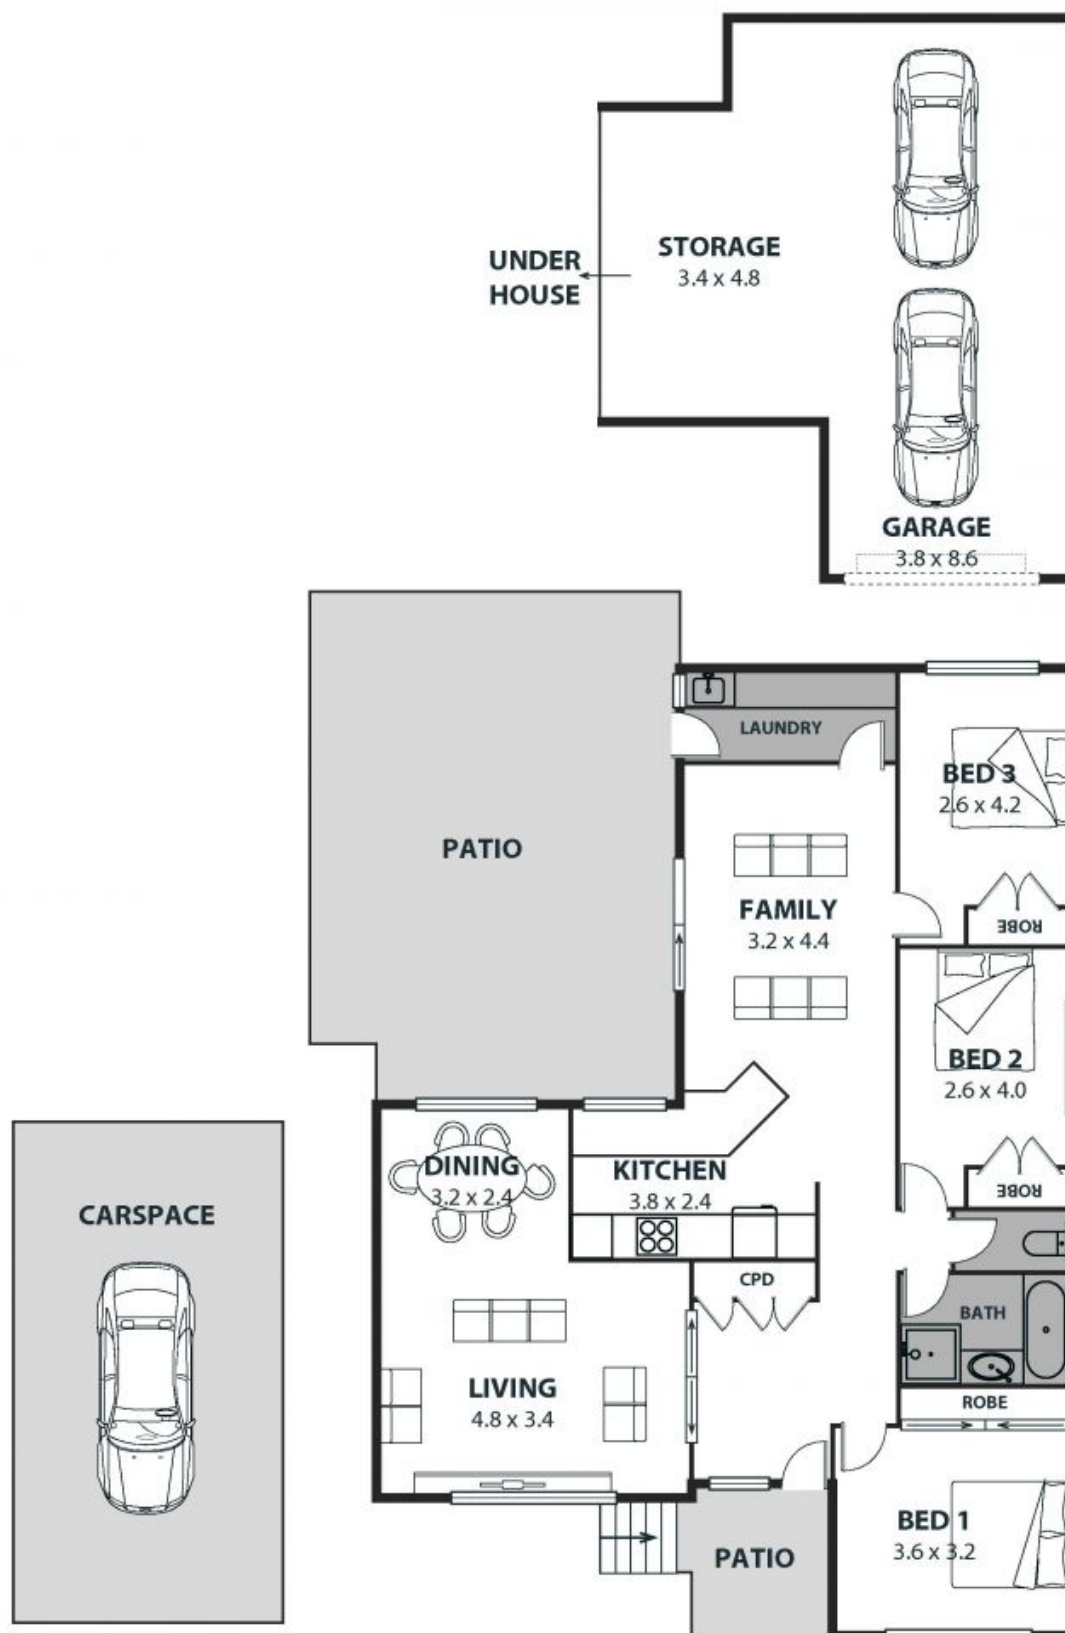 UNDER
HOUSE
STORAGE
3.4 x 4.8
GARAGE
3.8 x 8.6
LAUNDRY
BED 3
2.6 x 4.2
ROBE
PATIO
FAMILY
3.2 x 4.4
BED 2
2.6 x 4.0
ROBE
DINING
3.2 x 2.4
KITCHEN
3.8 x 2.4
CARSPACE
CPD
BATH
LIVING
4.8 x 3.4
ROBE
BED 1
3.6 x 3.2
PATIO